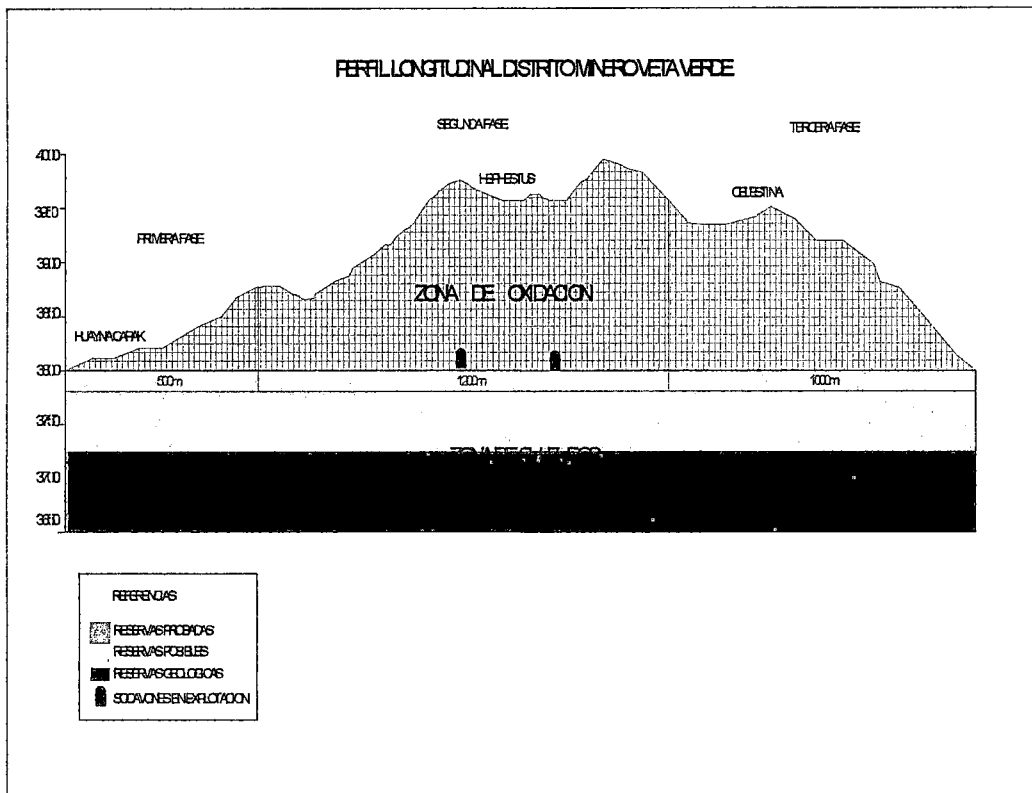 PERFIL LONGITUDINAL DISTRITO MINERO VETA VERDE
SEGUNDA FASE
TERCERA FASE
4000
HEPHESTUS
CELESTINA
3950
PRIMERA FASE
3900
ZONA DE OXIDACION
3850
HUAYNA CAPAK
3800
500m
1200m
1000m
3750
3700
3650
REFERENCIAS
RESERVAS PROBADAS
RESERVAS POSIBLES
RESERVAS GEOLOGICAS
SOCAVONES EN EXPLOTACION